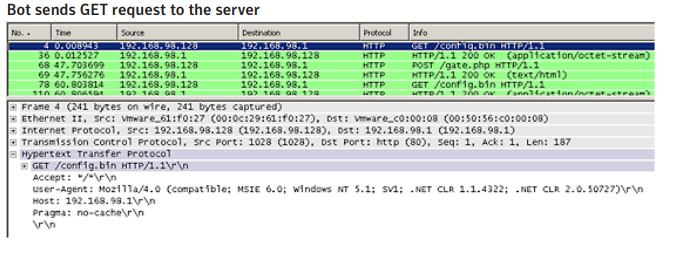 Bot sends GET request to the server
No. Time Source Destination Protocol Info
4 0.008943 192.168.98.128 192.168.98.1 HTTP GET /config.bin HTTP/1.1
36 0.012527 192.168.98.1 192.168.98.128 HTTP HTTP/1.1 200 OK (application/octet-stream)
68 47.703699 192.168.98.128 192.168.98.1 HTTP POST /gate.php HTTP/1.1
69 47.756276 192.168.98.1 192.168.98.128 HTTP HTTP/1.1 200 OK (text/html)
78 60.803814 192.168.98.128 192.168.98.1 HTTP GET /config.bin HTTP/1.1
110 60.806594 192.168.98.1 192.168.98.128 HTTP HTTP/1.1 200 OK (application/octet-stream)
Frame 4 (241 bytes on wire, 241 bytes captured)
Ethernet II, Src: Vmware_61:f0:27 (00:0c:29:61:f0:27), Dst: Vmware_c0:00:08 (00:50:56:c0:00:08)
Internet Protocol, Src: 192.168.98.128 (192.168.98.128), Dst: 192.168.98.1 (192.168.98.1)
Transmission Control Protocol, Src Port: 1028 (1028), Dst Port: http (80), Seq: 1, Ack: 1, Len: 187
Hypertext Transfer Protocol
GET /config.bin HTTP/1.1\r\n
Accept: */*\r\n
User-Agent: Mozilla/4.0 (compatible; MSIE 6.0; Windows NT 5.1; SV1; .NET CLR 1.1.4322; .NET CLR 2.0.50727)\r\n
Host: 192.168.98.1\r\n
Pragma: no-cache\r\n
\r\n